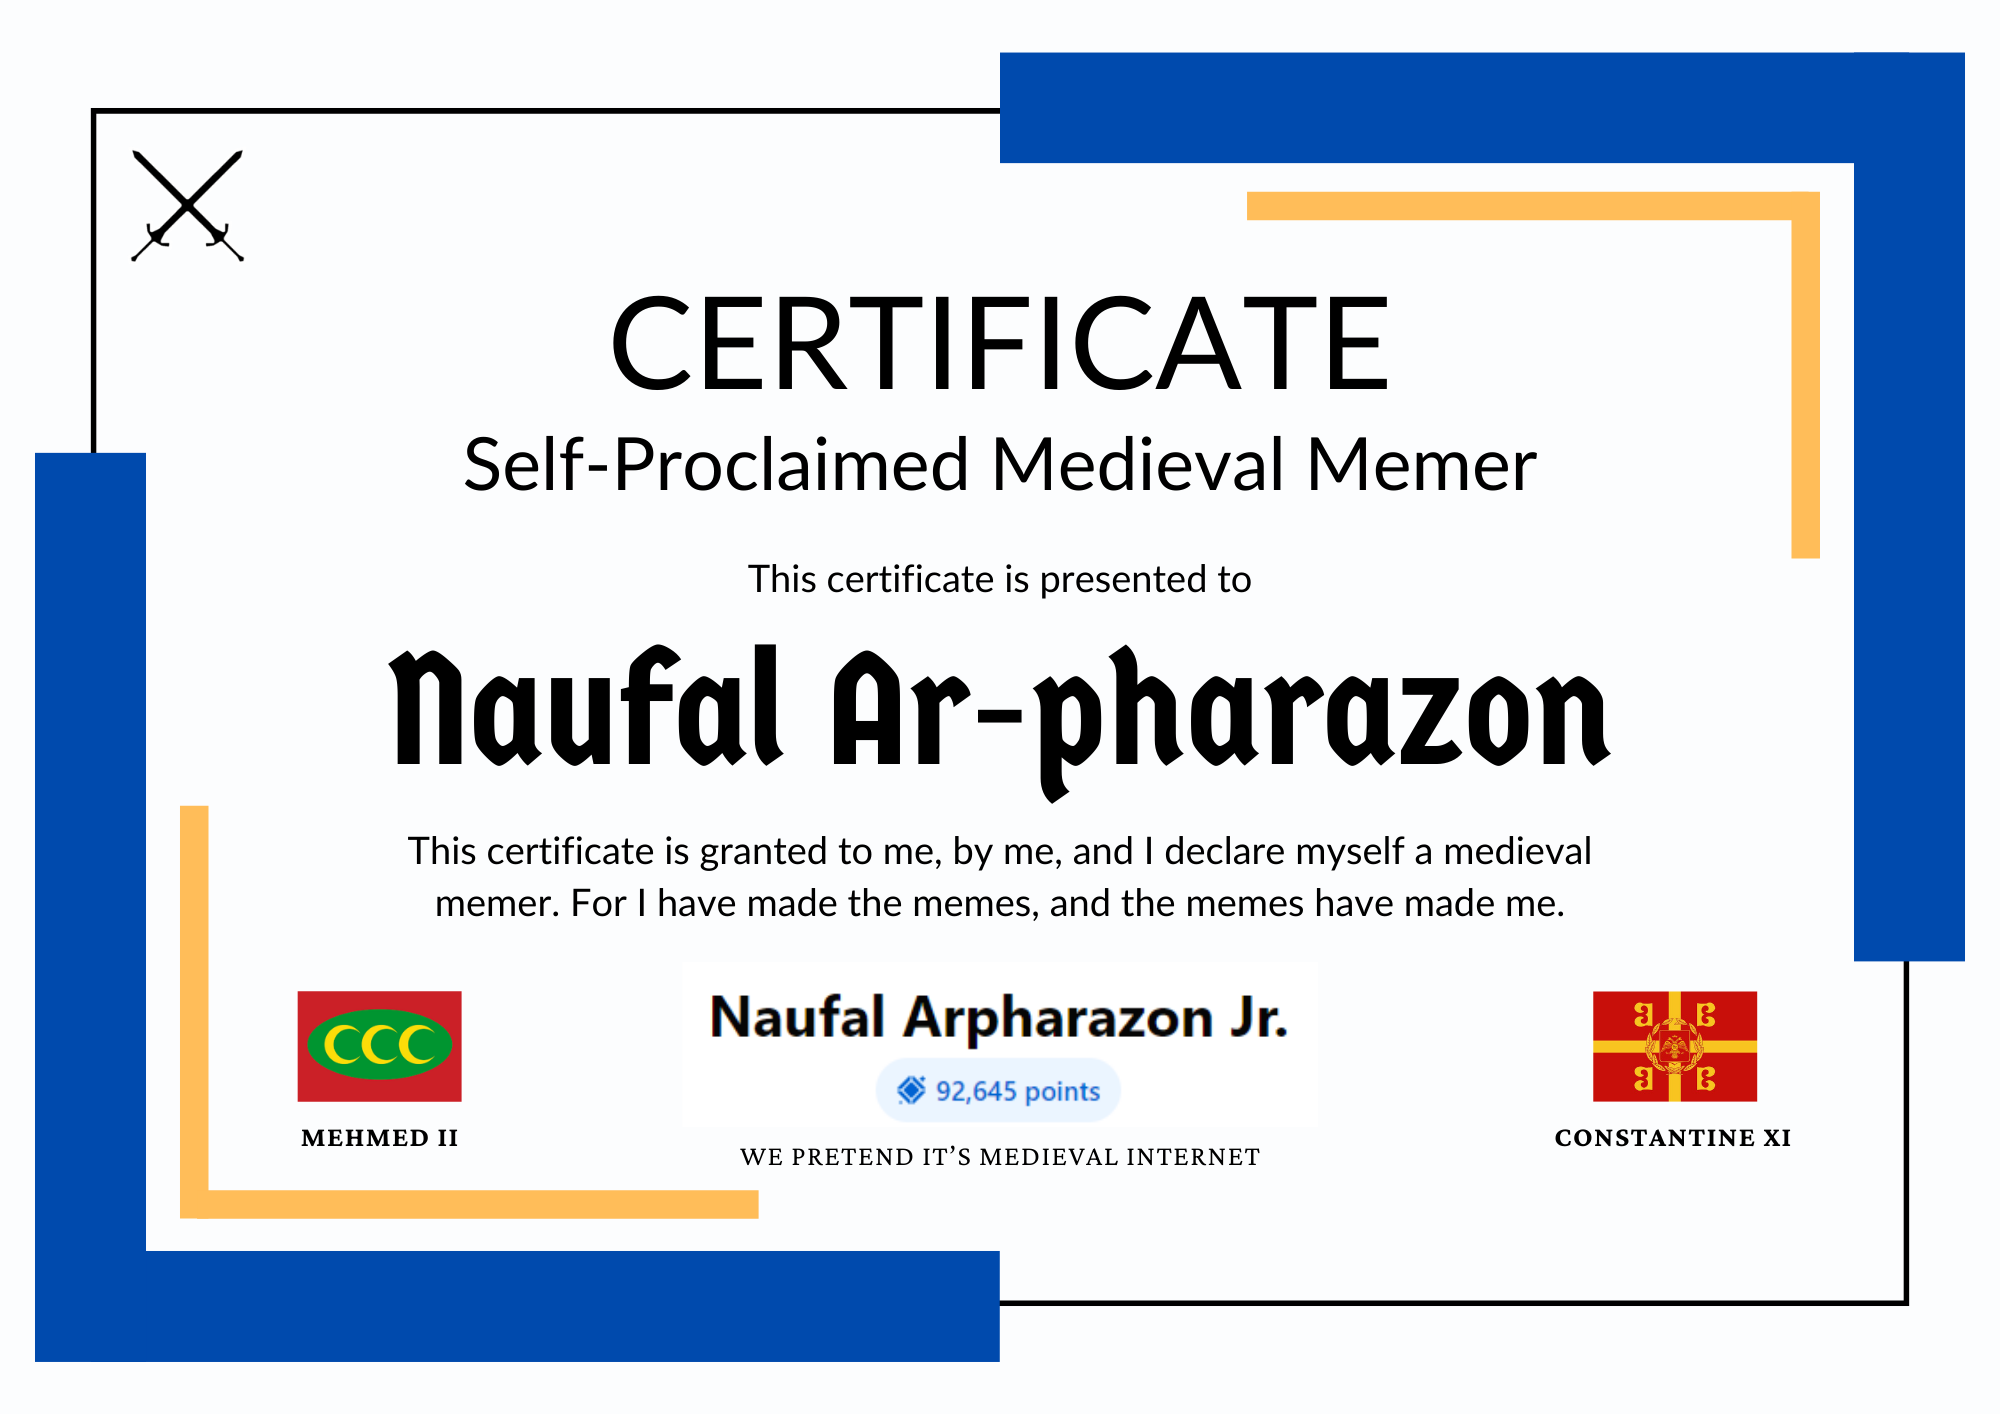 CERTIFICATE
Self-Proclaimed Medieval Memer
This certificate is presented to
Naufal Ar-pharazon
This certificate is granted to me, by me, and I declare myself a medieval
memer. For I have made the memes, and the memes have made me.
Naufal Arpharazon Jr.
92,645 points
MEHMED II
WE PRETEND IT’S MEDIEVAL INTERNET
CONSTANTINE XI